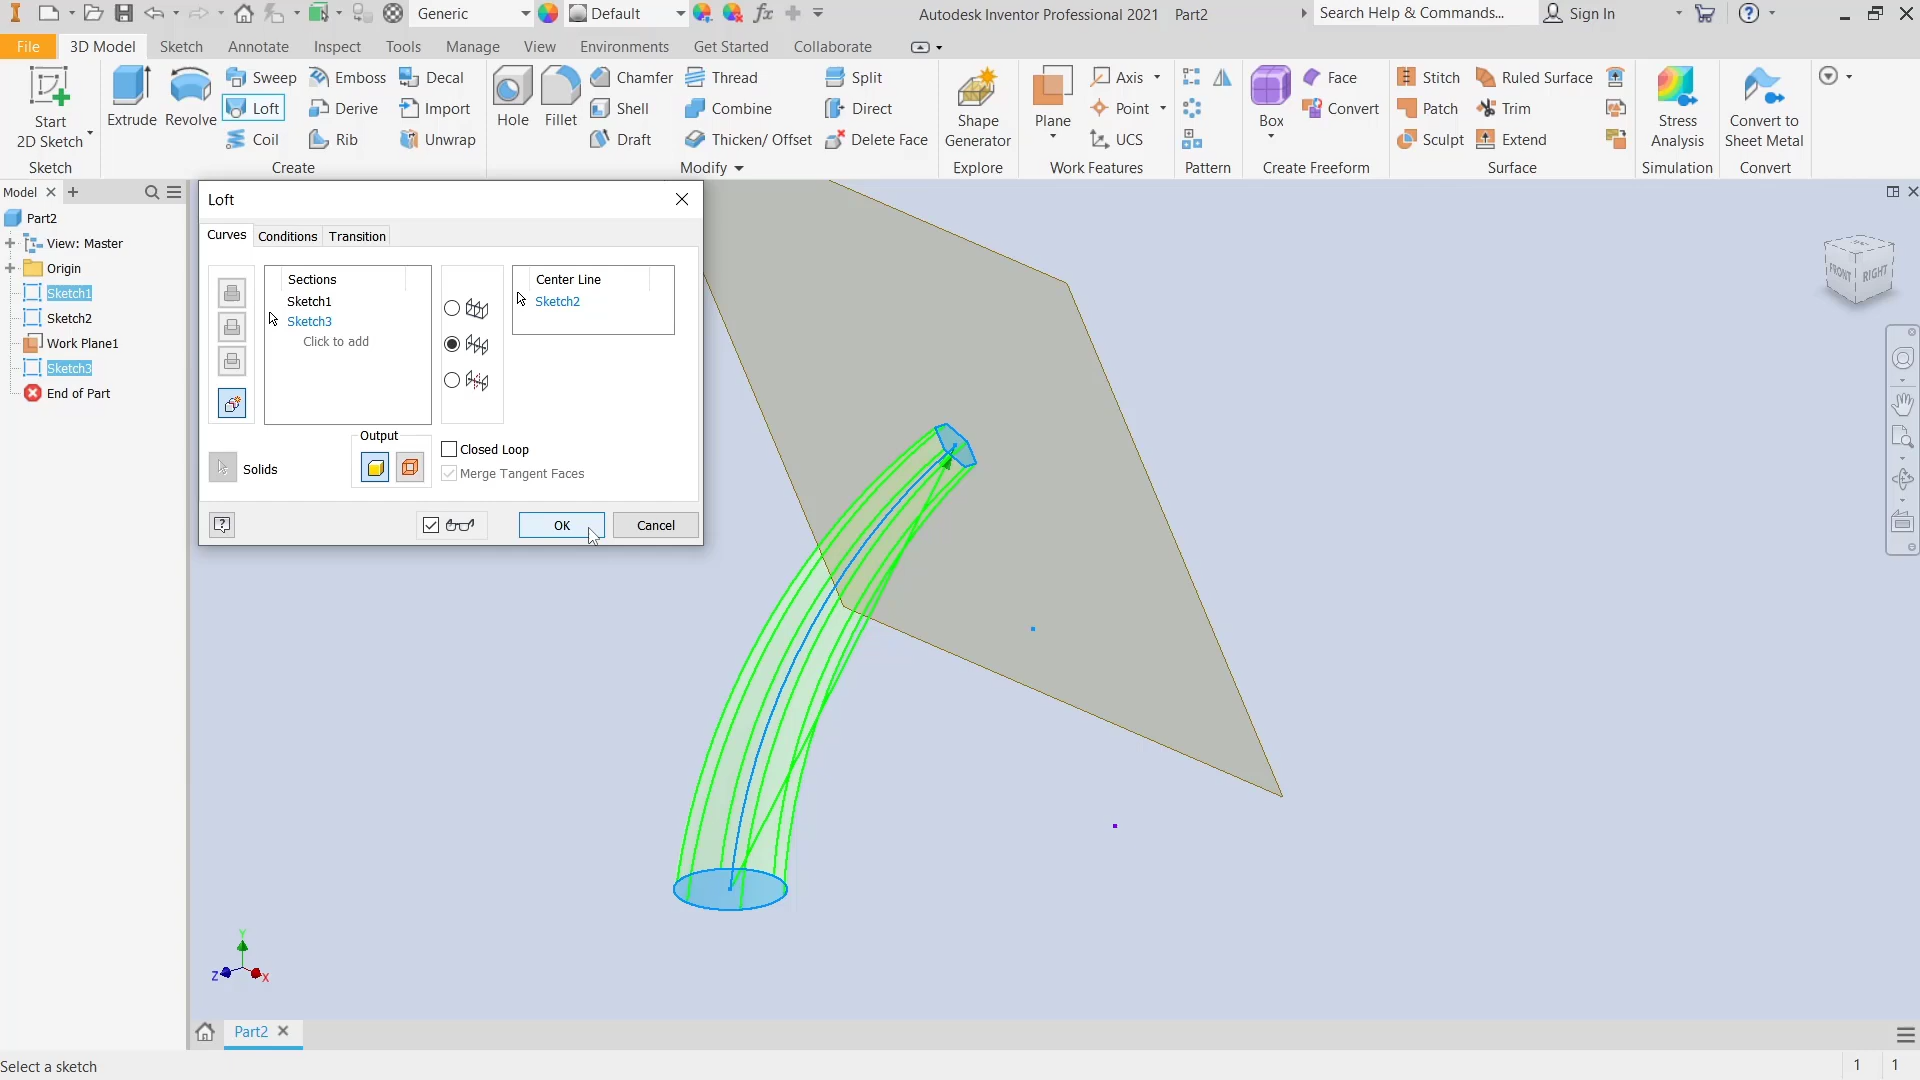 Generic
Default
fx
Autodesk Inventor Professional 2021 Part2
Search Help & Commands...
Sign In
File
3D Model
Sketch
Annotate
Inspect
Tools
Manage
View
Environments
Get Started
Collaborate
Start
2D Sketch
Extrude
Revolve
Sweep
Loft
Coil
Emboss
Derive
Rib
Decal
Import
Unwrap
Hole
Fillet
Chamfer
Shell
Draft
Thread
Combine
Thicken/ Offset
Split
Direct
Delete Face
Shape
Generator
Plane
Axis
Point
UCS
Box
Face
Convert
Stitch
Patch
Sculpt
Ruled Surface
Trim
Extend
Stress
Analysis
Convert to
Sheet Metal
Sketch
Create
Modify
Explore
Work Features
Pattern
Create Freeform
Surface
Simulation
Convert
Model
Part2
View: Master
Origin
Sketch1
Sketch2
Work Plane1
Sketch3
End of Part
Loft
Curves
Conditions
Transition
Sections
Sketch1
Sketch3
Click to add
Center Line
Sketch2
Solids
Output
Closed Loop
Merge Tangent Faces
OK
Cancel
FRONT
RIGHT
Y
Z
X
Part2
Select a sketch
1
1